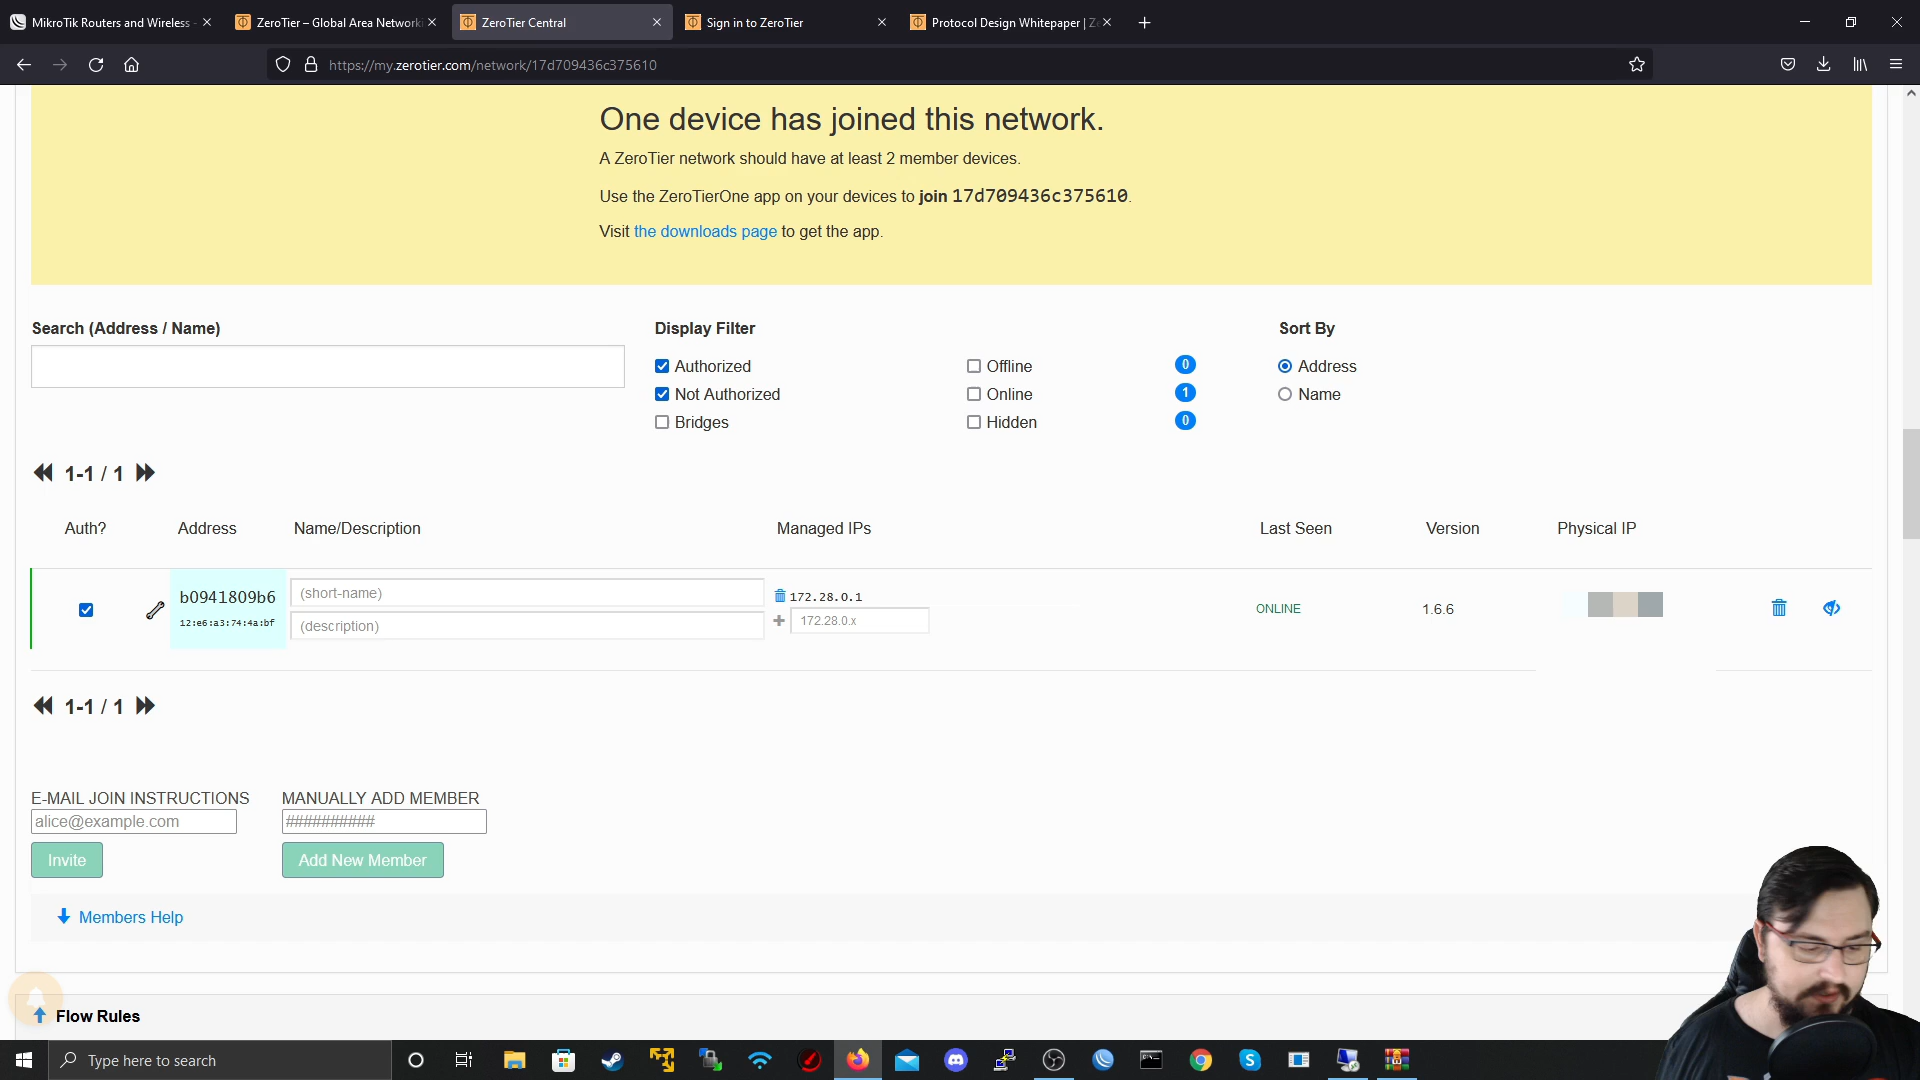 MikroTik Routers and Wireless -
ZeroTier – Global Area Networki
ZeroTier Central
Sign in to ZeroTier
Protocol Design Whitepaper | Ze
https://my.zerotier.com/network/17d709436c375610
One device has joined this network.
A ZeroTier network should have at least 2 member devices.
Use the ZeroTierOne app on your devices to join 17d709436c375610.
Visit the downloads page to get the app.
Search (Address / Name)
Display Filter
Sort By
Authorized
Offline
0
Address
Not Authorized
Online
1
Name
Bridges
Hidden
0
1-1 / 1
Auth?
Address
Name/Description
Managed IPs
Last Seen
Version
Physical IP
b0941809b6
12:e6:a3:74:4a:bf
(short-name)
(description)
172.28.0.1
172.28.0.x
ONLINE
1.6.6
1-1 / 1
E-MAIL JOIN INSTRUCTIONS
MANUALLY ADD MEMBER
alice@example.com
##########
Invite
Add New Member
Members Help
Flow Rules
Type here to search